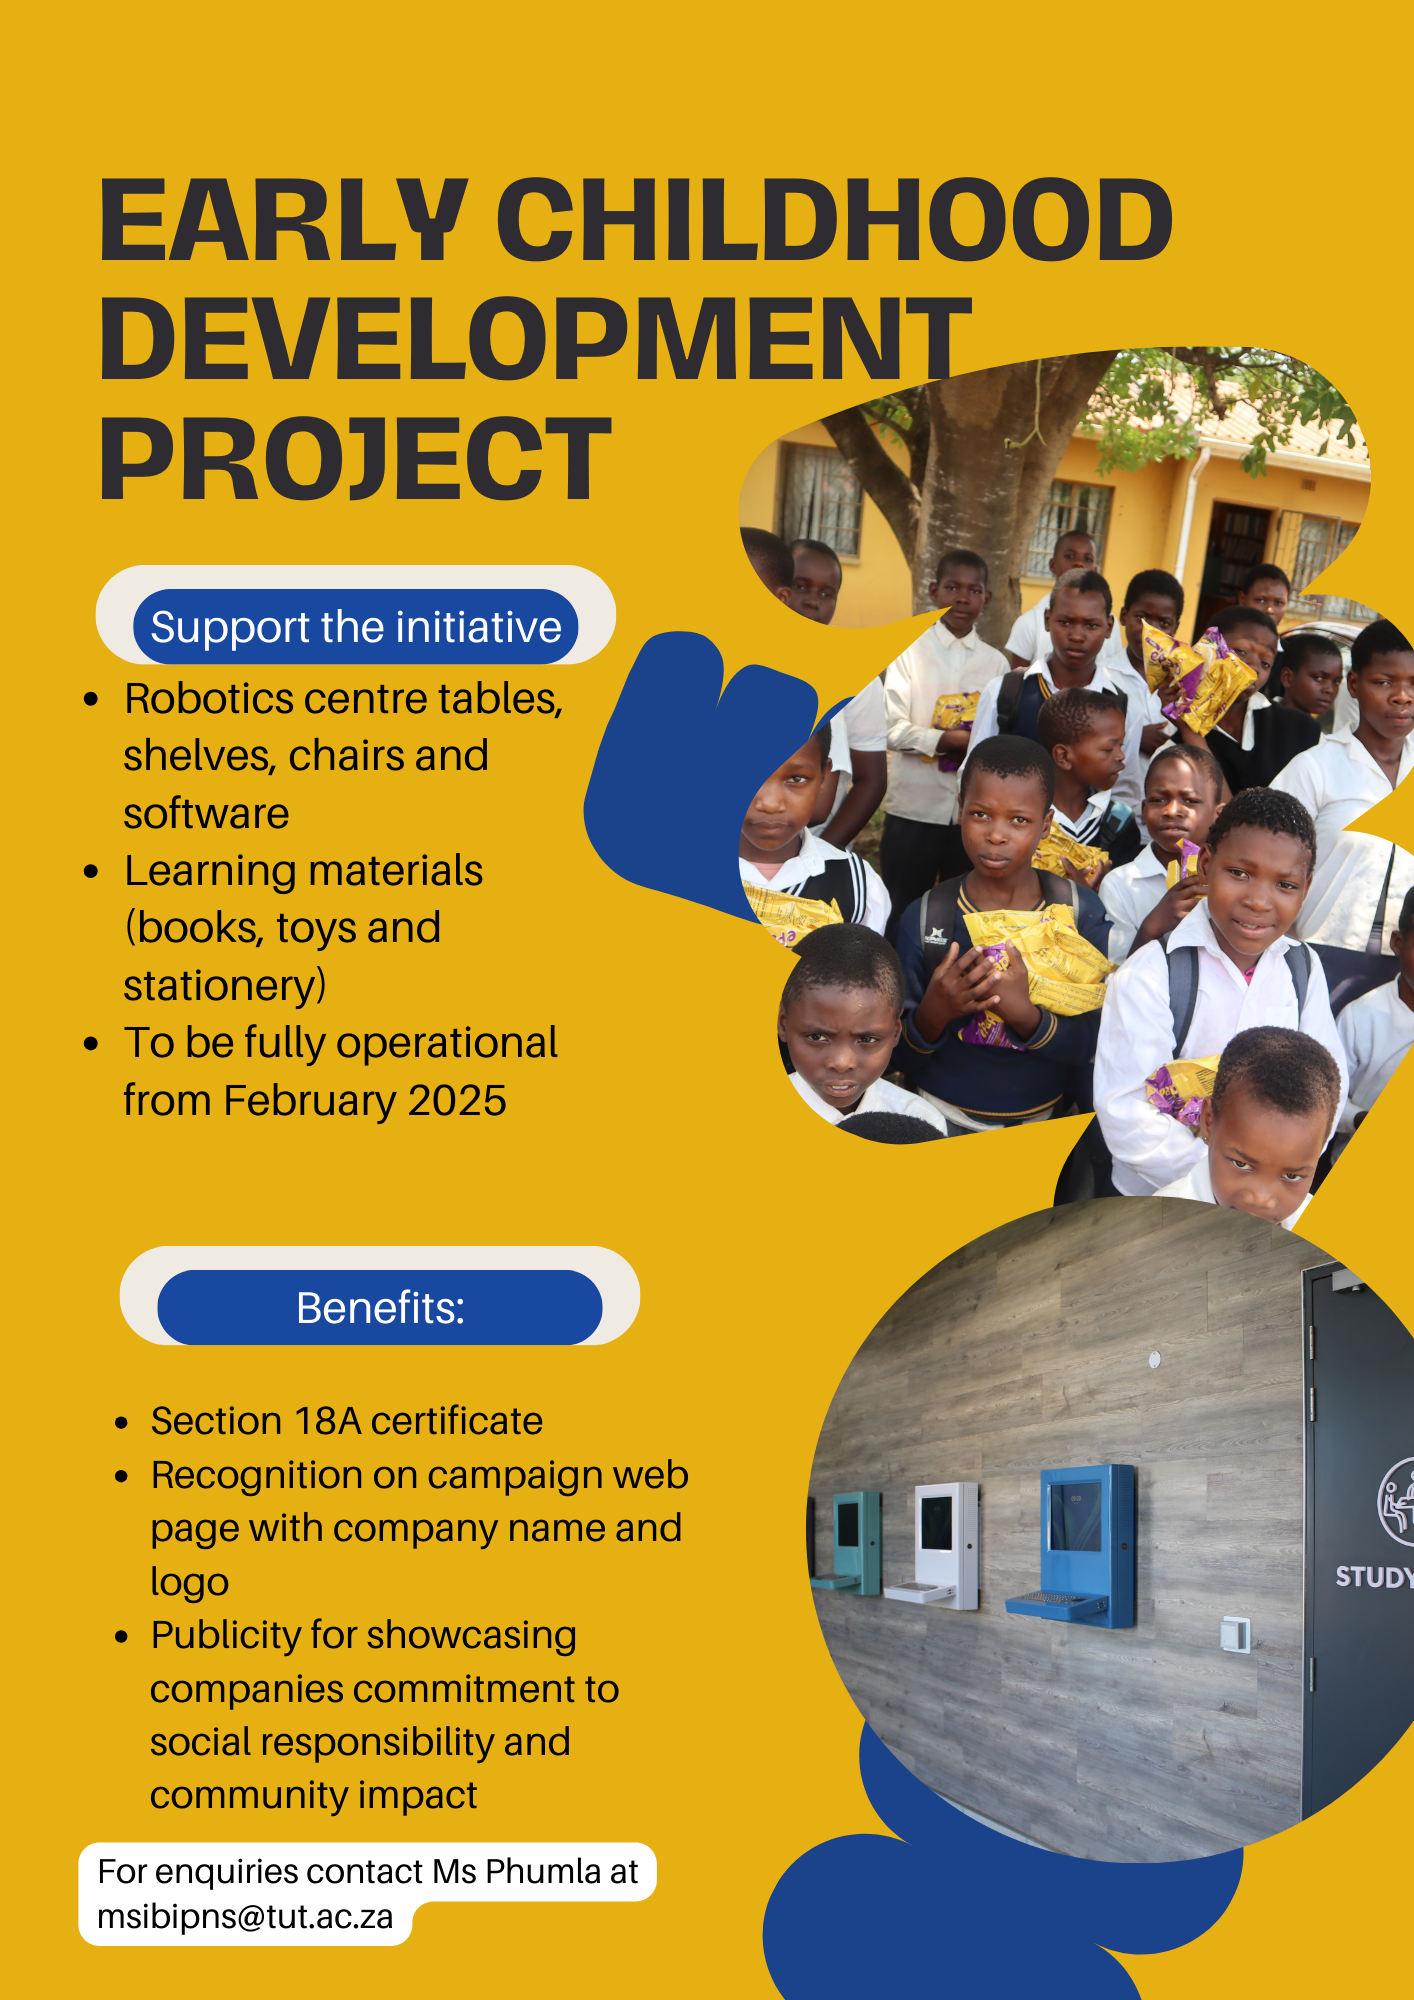 EARLY CHILDHOOD
DEVELOPMENT
PROJECT
Support the initiative
• Robotics centre tables,
shelves, chairs and
software
• Learning materials
(books, toys and
stationery)
• To be fully operational
from February 2025
Benefits:
• Section 18A certificate
• Recognition on campaign web
page with company name and
logo
• Publicity for showcasing
companies commitment to
social responsibility and
community impact
STUDY
For enquiries contact Ms Phumla at
msibipns@tut.ac.za